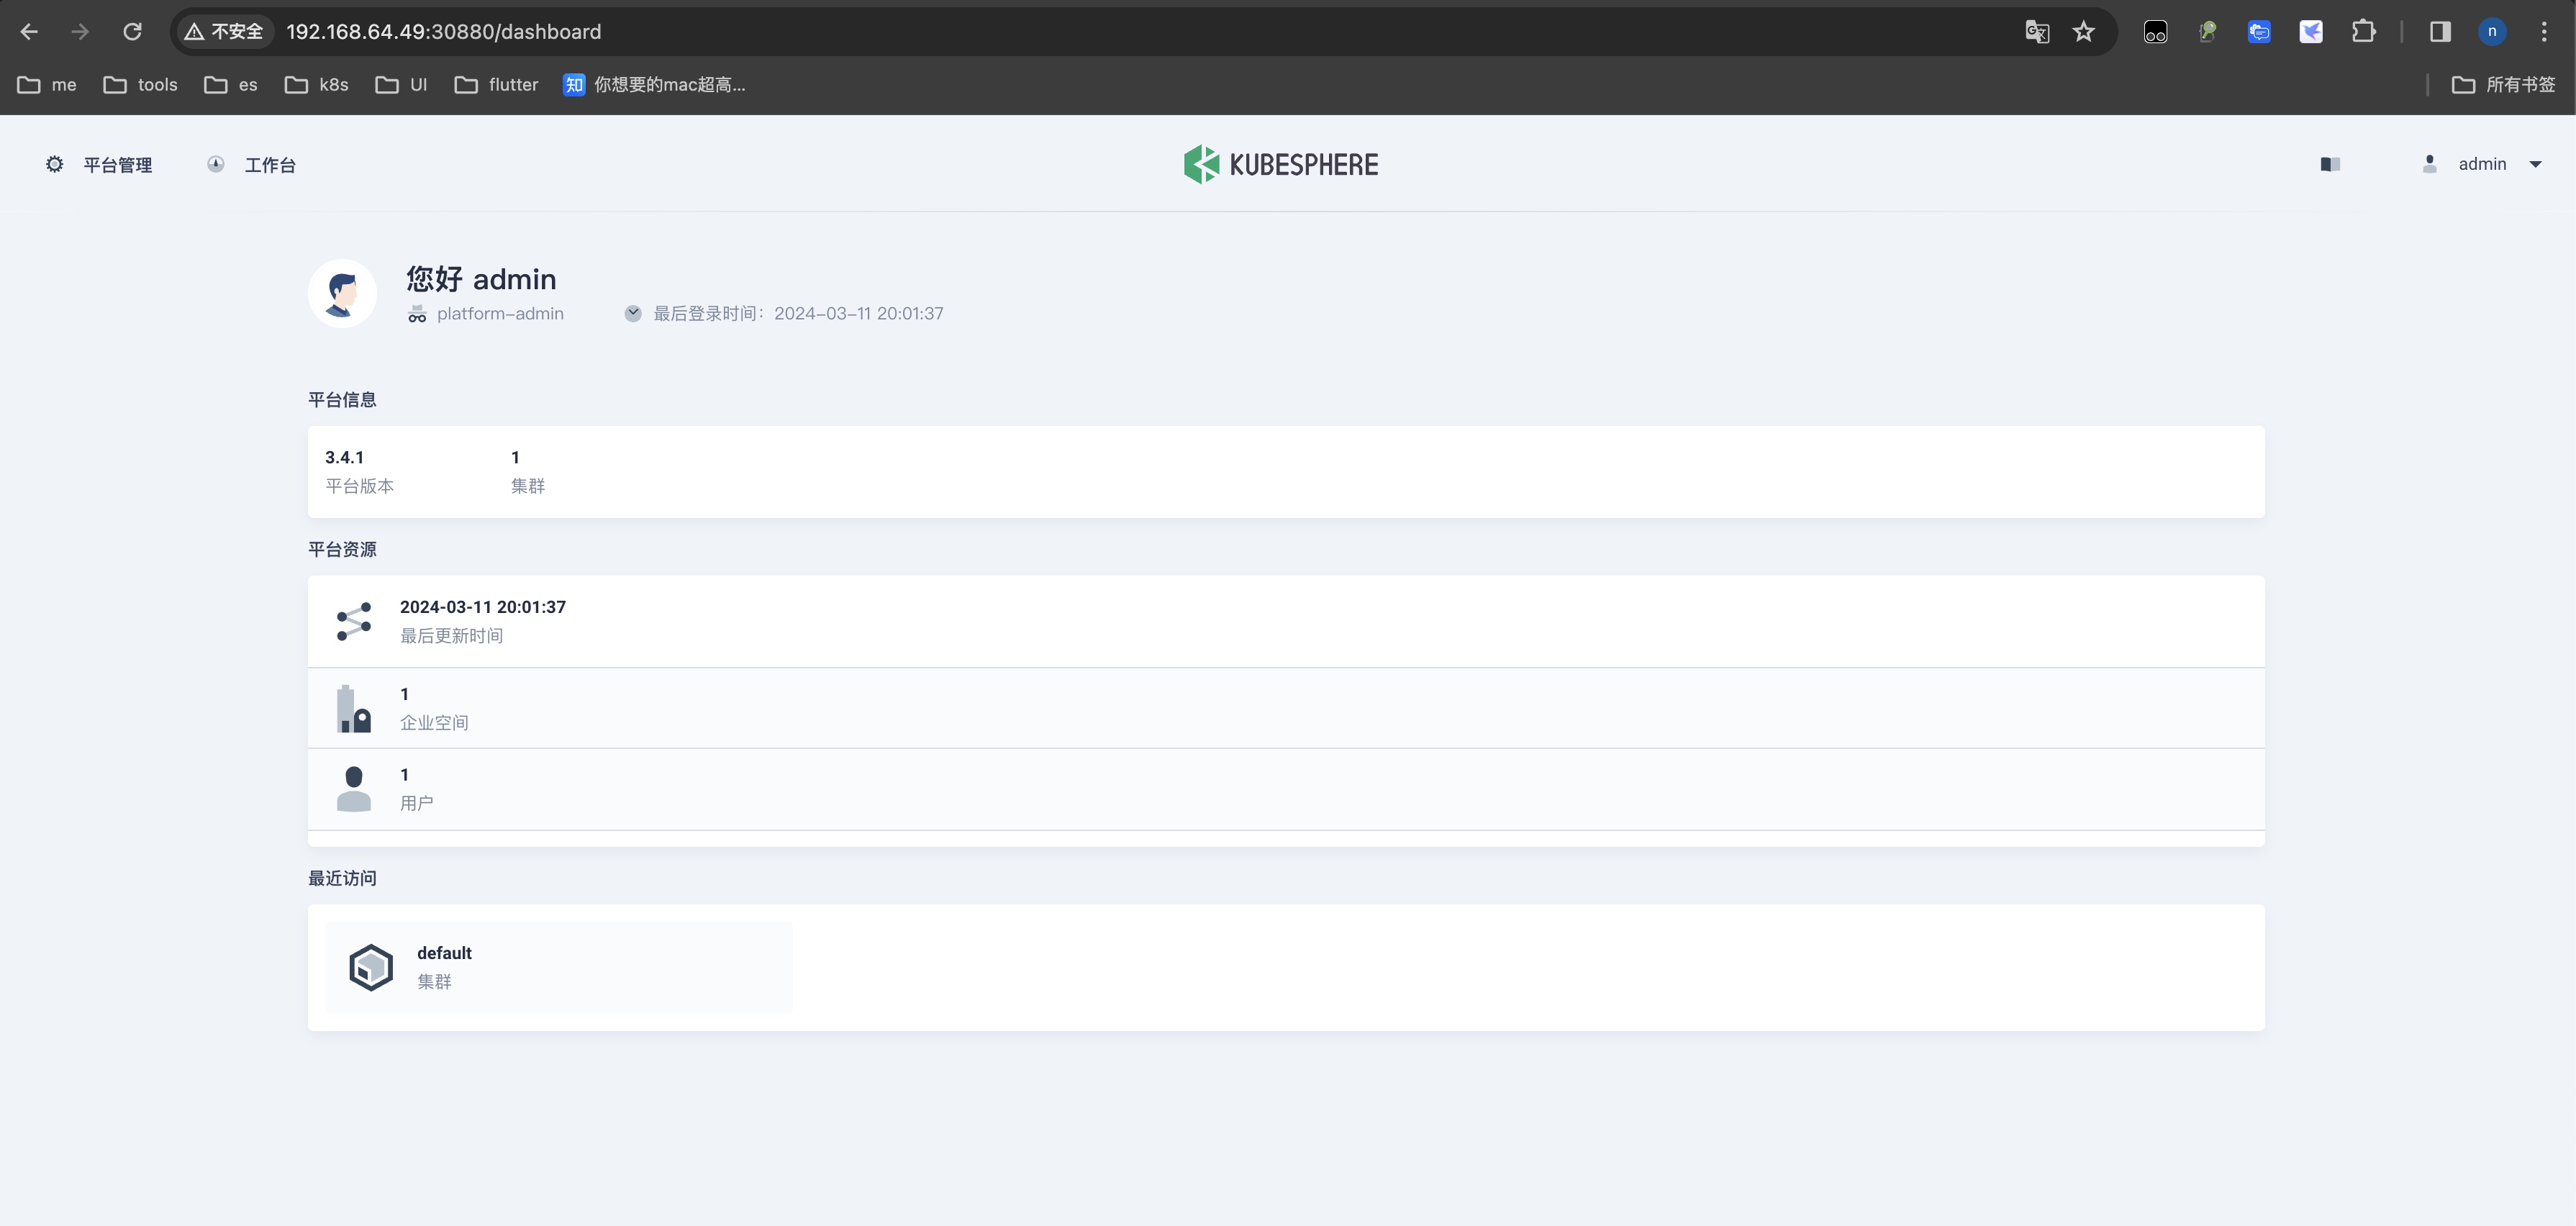 不安全 192.168.64.49:30880/dashboard n
me tools es k8s UI flutter 知 你想要的mac超高... 所有书签
平台管理 工作台 KUBESPHERE admin
您好 admin
platform-admin 最后登录时间：2024-03-11 20:01:37
平台信息
3.4.1 1
平台版本 集群
平台资源
2024-03-11 20:01:37
最后更新时间
1
企业空间
1
用户
最近访问
default
集群